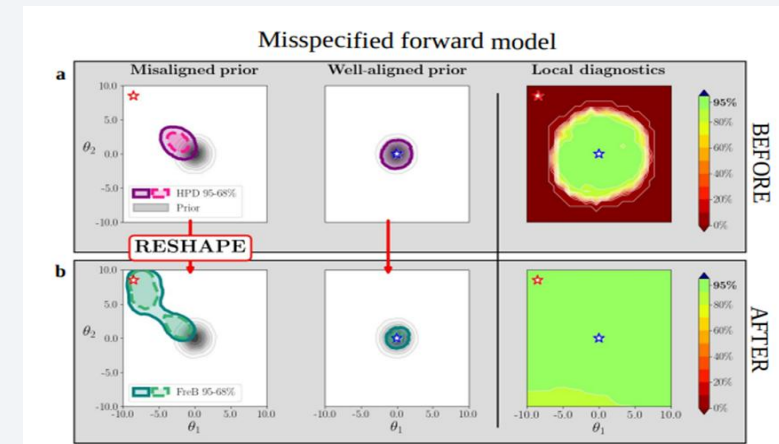 Misspecified forward model
a
Misaligned prior
Well-aligned prior
Local diagnostics
10.0
5.0
θ2
0.0
-5.0
-10.0
HPD 95-68%
Prior
95%
80%
60%
40%
20%
0%
BEFORE
RESHAPE
b
10.0
5.0
θ2
0.0
-5.0
-10.0
FreB 95-68%
-10.0 -5.0 0.0 5.0 10.0
θ1
-10.0 -5.0 0.0 5.0 10.0
θ1
-10.0 -5.0 0.0 5.0 10.0
θ1
95%
80%
60%
40%
20%
0%
AFTER